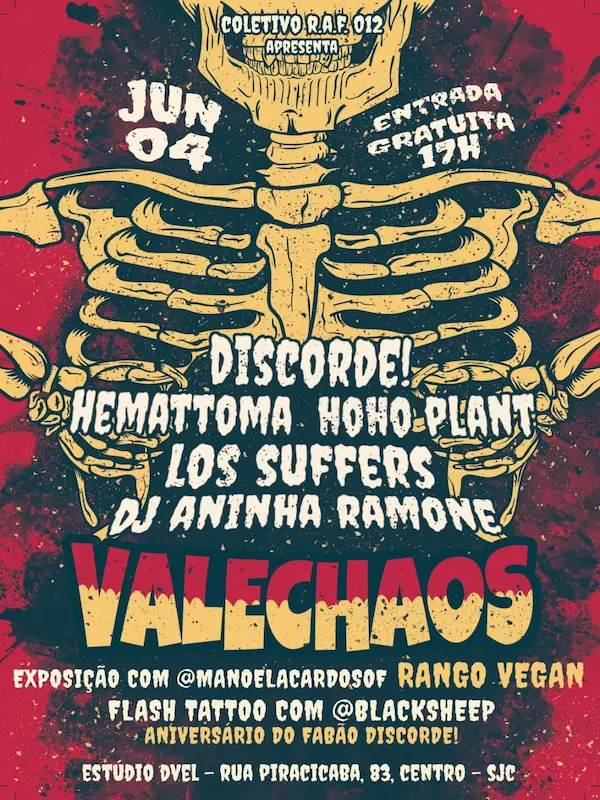 COLETIVO R.A.F. 012
APRESENTA
JUN
04
ENTRADA
GRATUITA
17H
DISCORDE!
HEMATTOMA HOHO PLANT
LOS SUFFERS
DJ ANINHA RAMONE
VALECHAOS
EXPOSIÇÃO COM @MANOELACARDOSOF RANGO VEGAN
FLASH TATTOO COM @BLACKSHEEP
ANIVERSÁRIO DO FABÃO DISCORDE!
ESTÚDIO DVEL – RUA PIRACICABA, 83, CENTRO – SJC